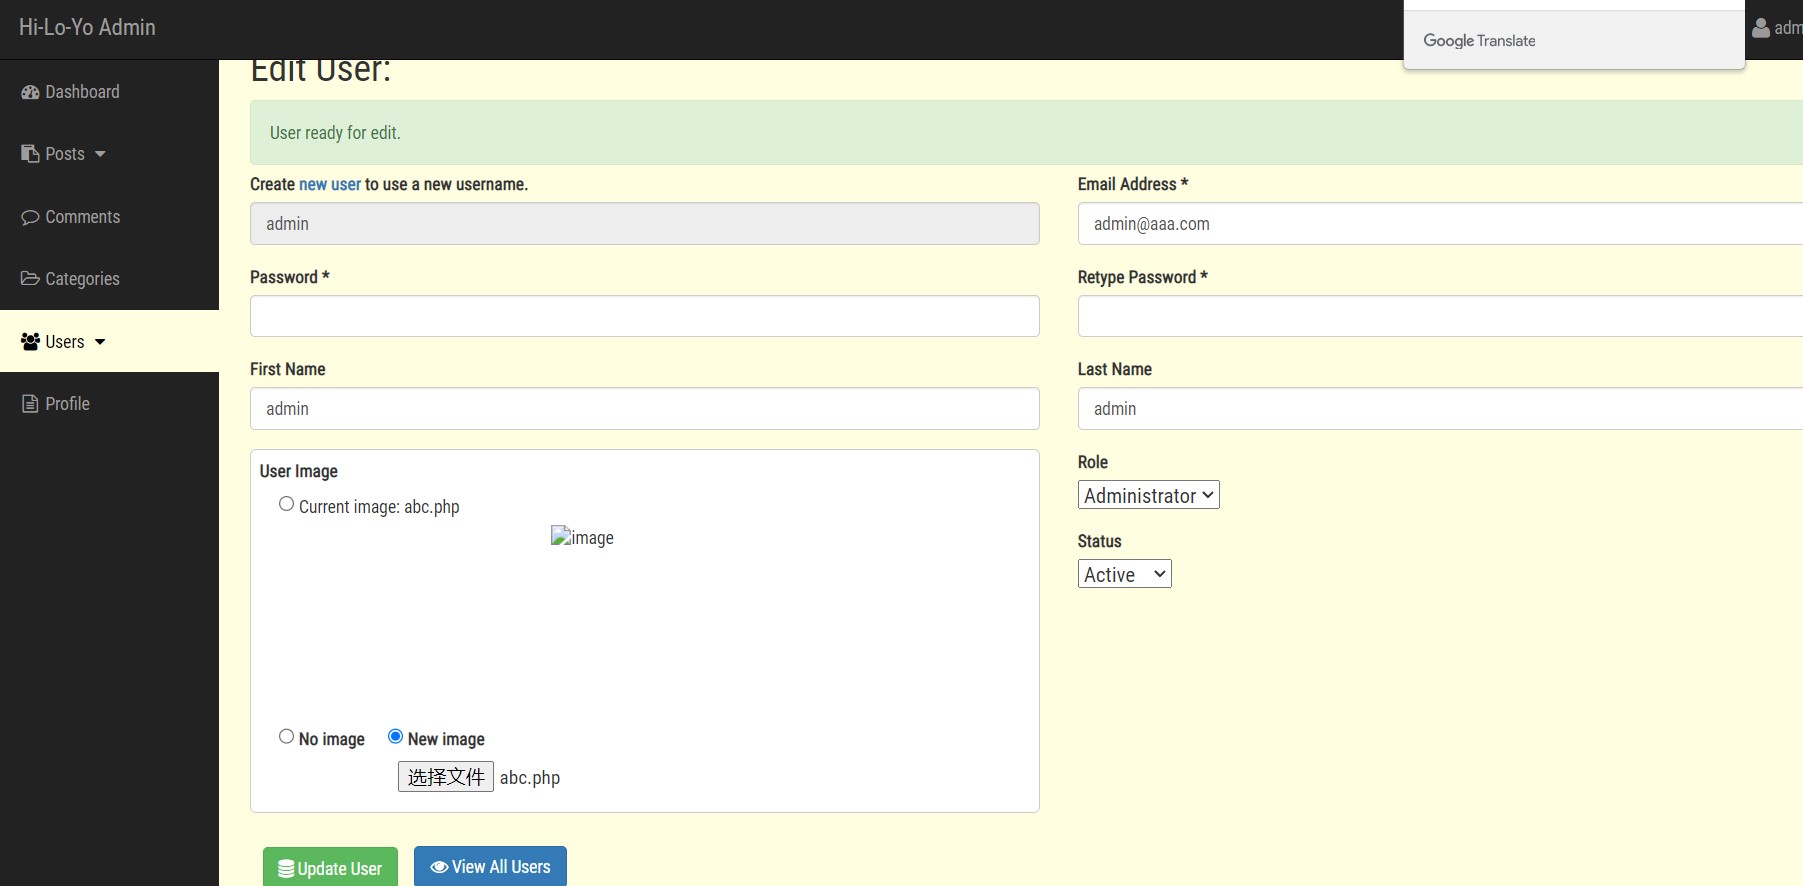 Hi-Lo-Yo Admin
Google Translate
adm
Dashboard
Posts
Comments
Categories
Users
Profile
Edit User:
User ready for edit.
Create new user to use a new username.
admin
Email Address *
admin@aaa.com
Password *
Retype Password *
First Name
admin
Last Name
admin
User Image
Current image: abc.php
image
No image
New image
选择文件 abc.php
Role
Administrator
Status
Active
Update User
View All Users